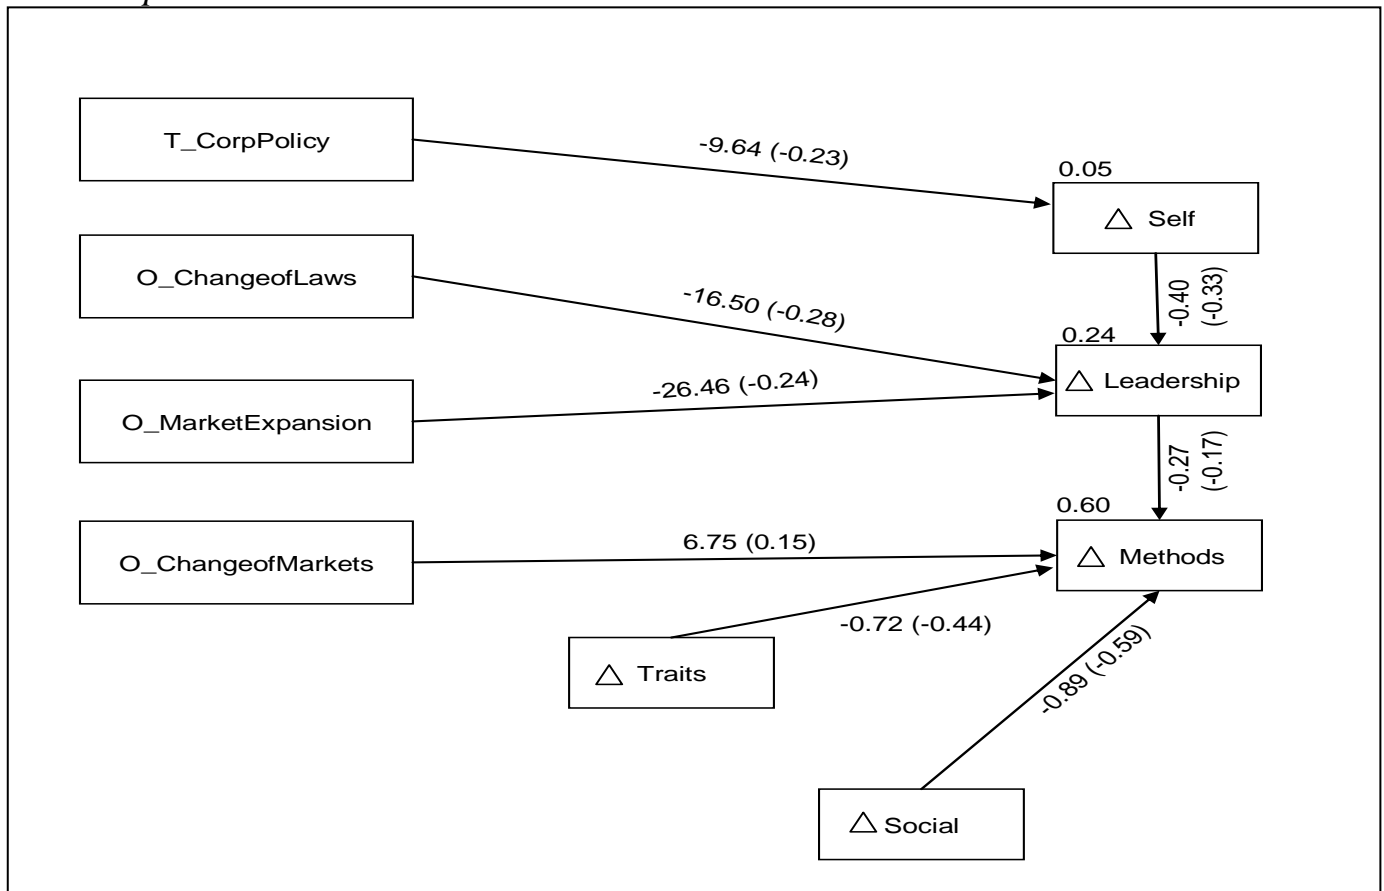 T_CorpPolicy
-9.64 (-0.23)
0.05
△ Self
O_ChangeofLaws
-16.50 (-0.28)
-0.40
(-0.33)
0.24
△ Leadership
O_MarketExpansion
-26.46 (-0.24)
-0.27
(-0.17)
0.60
△ Methods
O_ChangeofMarkets
6.75 (0.15)
-0.72 (-0.44)
△ Traits
-0.89 (-0.59)
△ Social